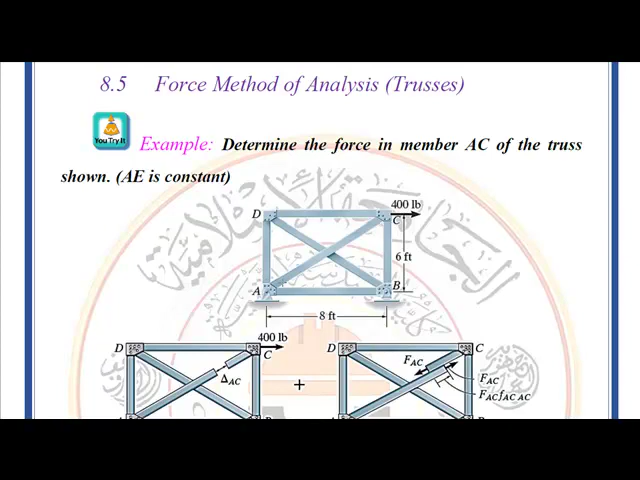 8.5 Force Method of Analysis (Trusses)
You Try It
Example: Determine the force in member AC of the truss
shown. (AE is constant)
400 lb
D
C
6 ft
A
B
8 ft
400 lb
D
C
Δ_AC
+
D
C
F_AC
F_AC
F_AC f_AC AC